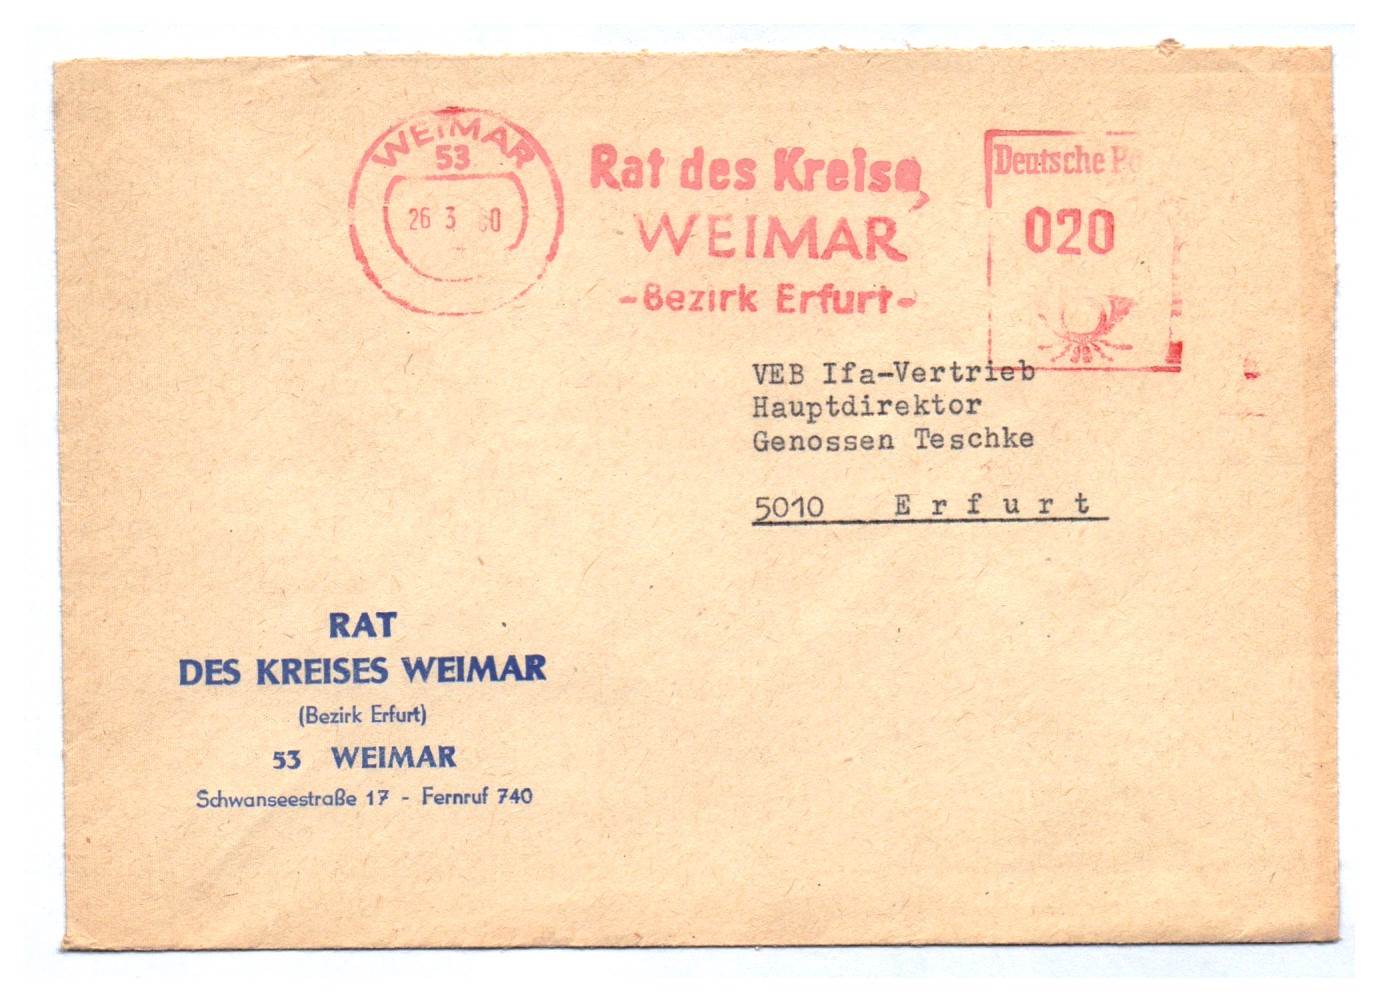 WEIMAR
53
26 3 80
Rat des Kreises
WEIMAR
-Bezirk Erfurt-
Deutsche Po
020
VEB Ifa-Vertrieb
Hauptdirektor
Genossen Teschke
5010 Erfurt
RAT
DES KREISES WEIMAR
(Bezirk Erfurt)
53 WEIMAR
Schwanseestraße 17 - Fernruf 740